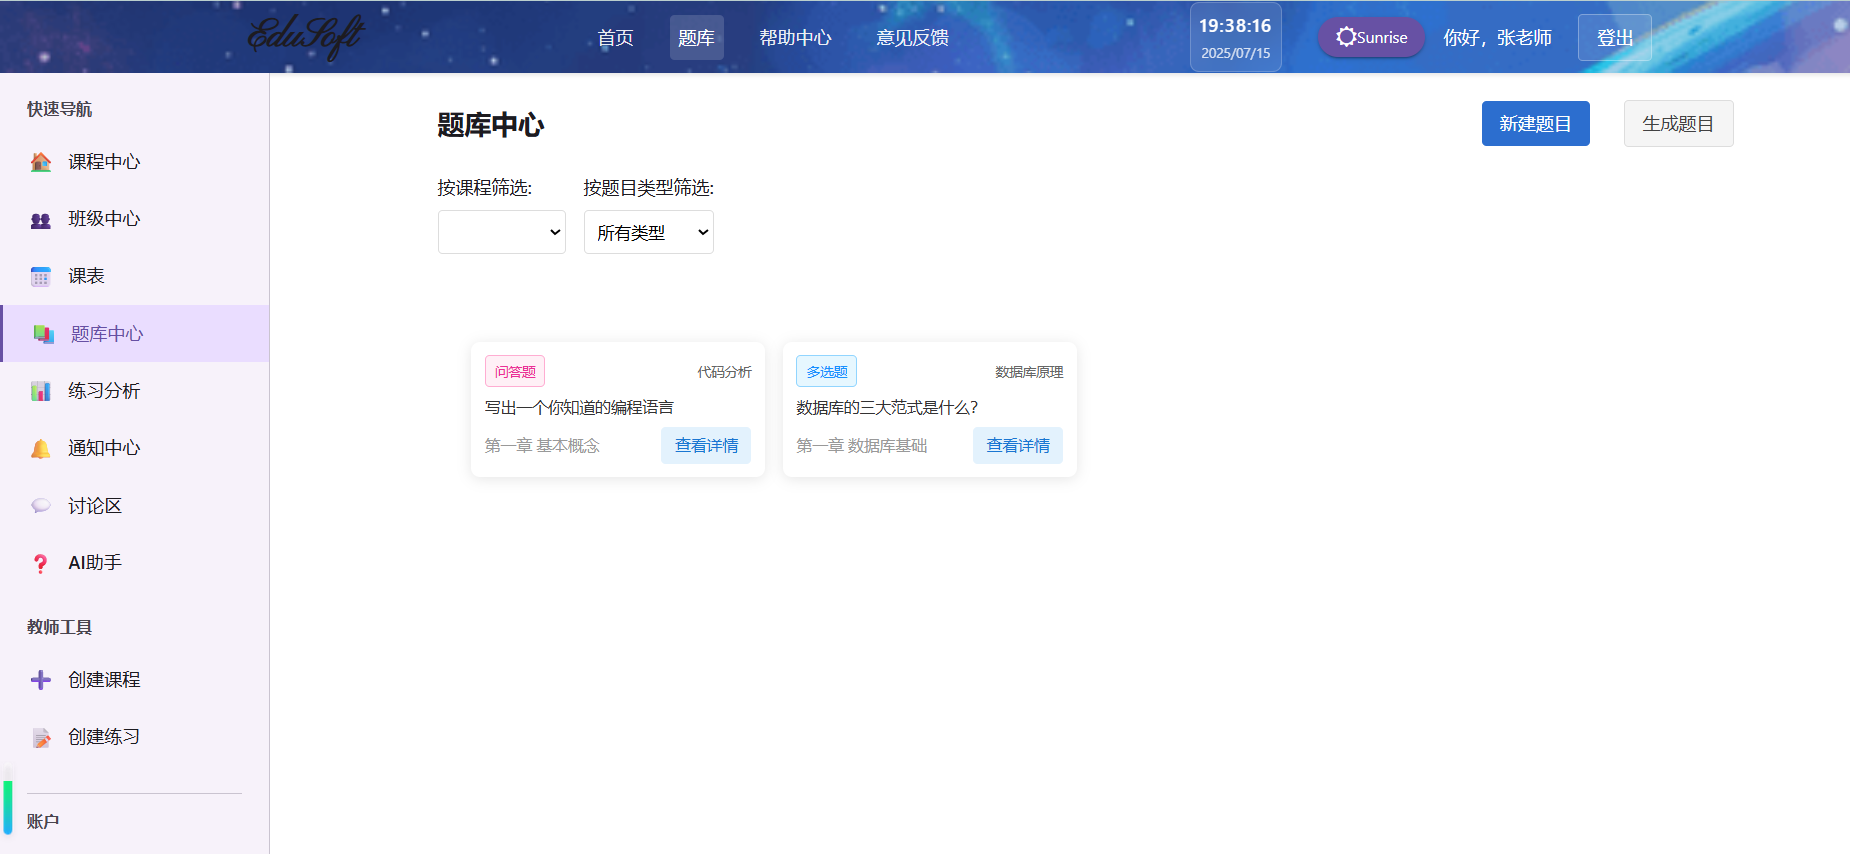 EduSoft
首页 题库 帮助中心 意见反馈
19:38:16
2025/07/15
Sunrise
你好，张老师
登出
快速导航
课程中心
班级中心
课表
题库中心
练习分析
通知中心
讨论区
AI助手
教师工具
创建课程
创建练习
账户
题库中心
新建题目 生成题目
按课程筛选: 按题目类型筛选:
所有类型
问答题 代码分析
写出一个你知道的编程语言
第一章 基本概念 查看详情
多选题 数据库原理
数据库的三大范式是什么?
第一章 数据库基础 查看详情